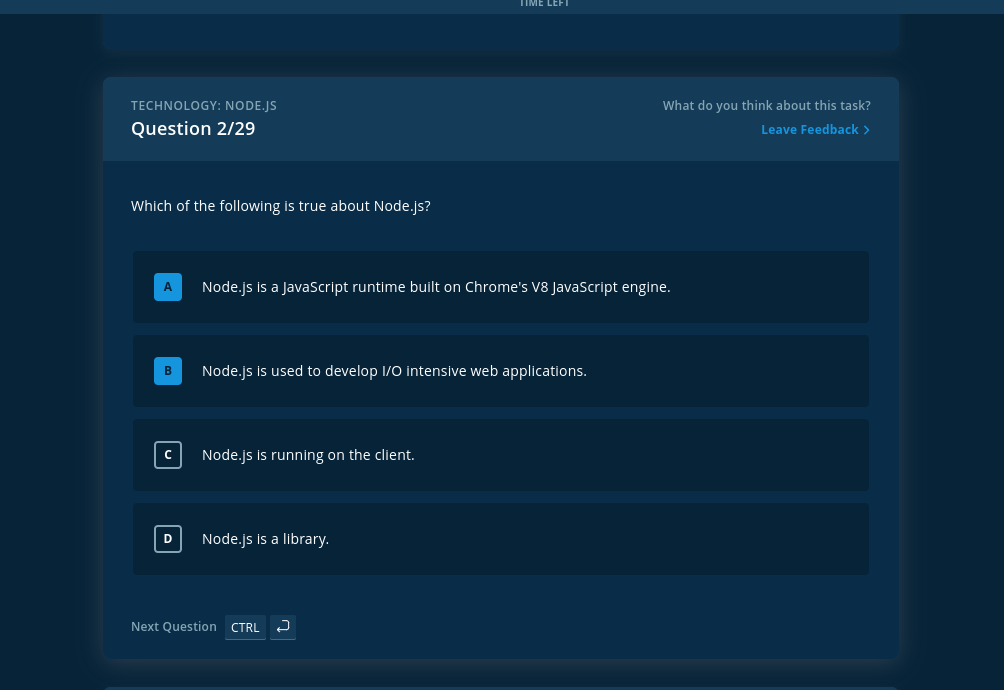 TIME LEFT
TECHNOLOGY: NODE.JS
What do you think about this task?
Question 2/29
Leave Feedback
Which of the following is true about Node.js?
A Node.js is a JavaScript runtime built on Chrome's V8 JavaScript engine.
B Node.js is used to develop I/O intensive web applications.
C Node.js is running on the client.
D Node.js is a library.
Next Question CTRL